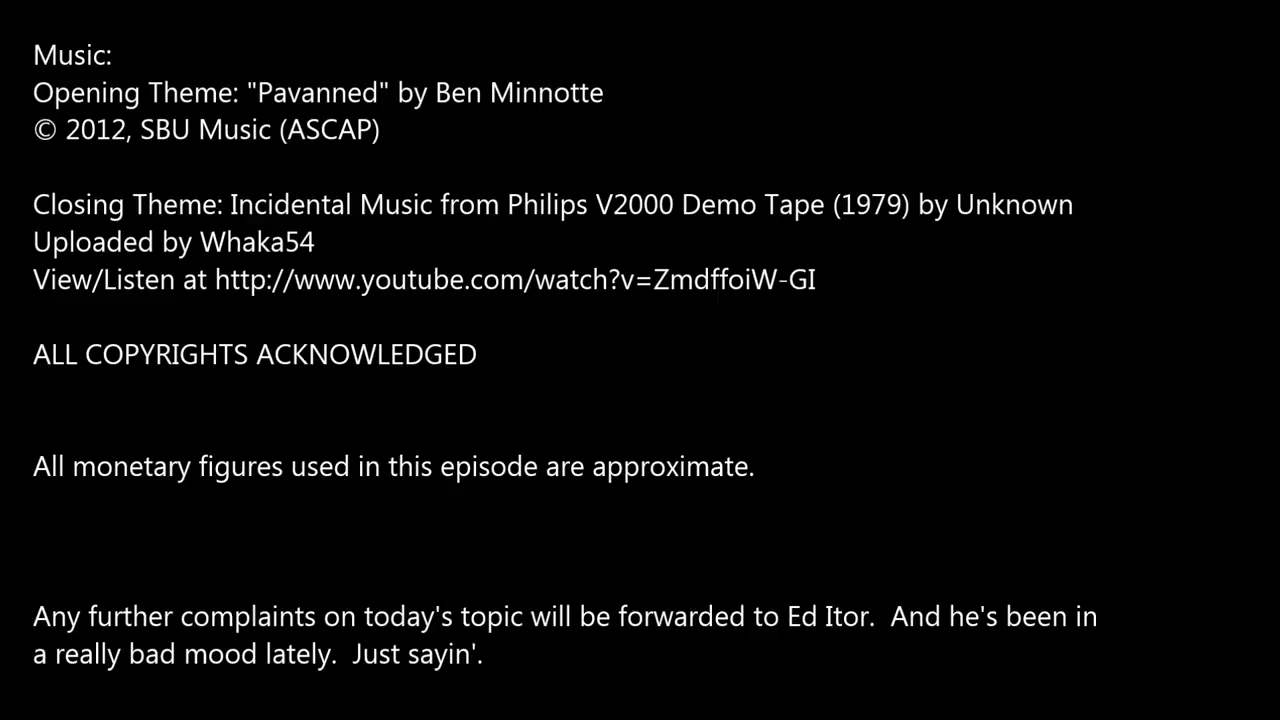 Music:
Opening Theme: "Pavanned" by Ben Minnotte
© 2012, SBU Music (ASCAP)
Closing Theme: Incidental Music from Philips V2000 Demo Tape (1979) by Unknown
Uploaded by Whaka54
View/Listen at http://www.youtube.com/watch?v=ZmdffoiW-GI
ALL COPYRIGHTS ACKNOWLEDGED
All monetary figures used in this episode are approximate.
Any further complaints on today's topic will be forwarded to Ed Itor.  And he's been in
a really bad mood lately.  Just sayin'.